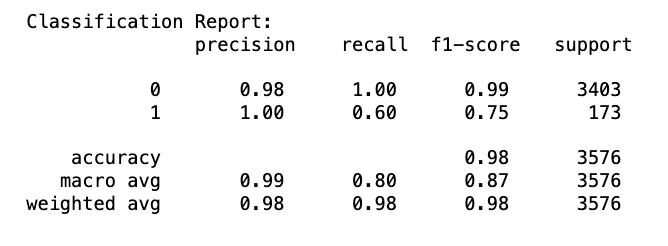 Classification Report:
precision recall f1-score support
0 0.98 1.00 0.99 3403
1 1.00 0.60 0.75 173
accuracy 0.98 3576
macro avg 0.99 0.80 0.87 3576
weighted avg 0.98 0.98 0.98 3576